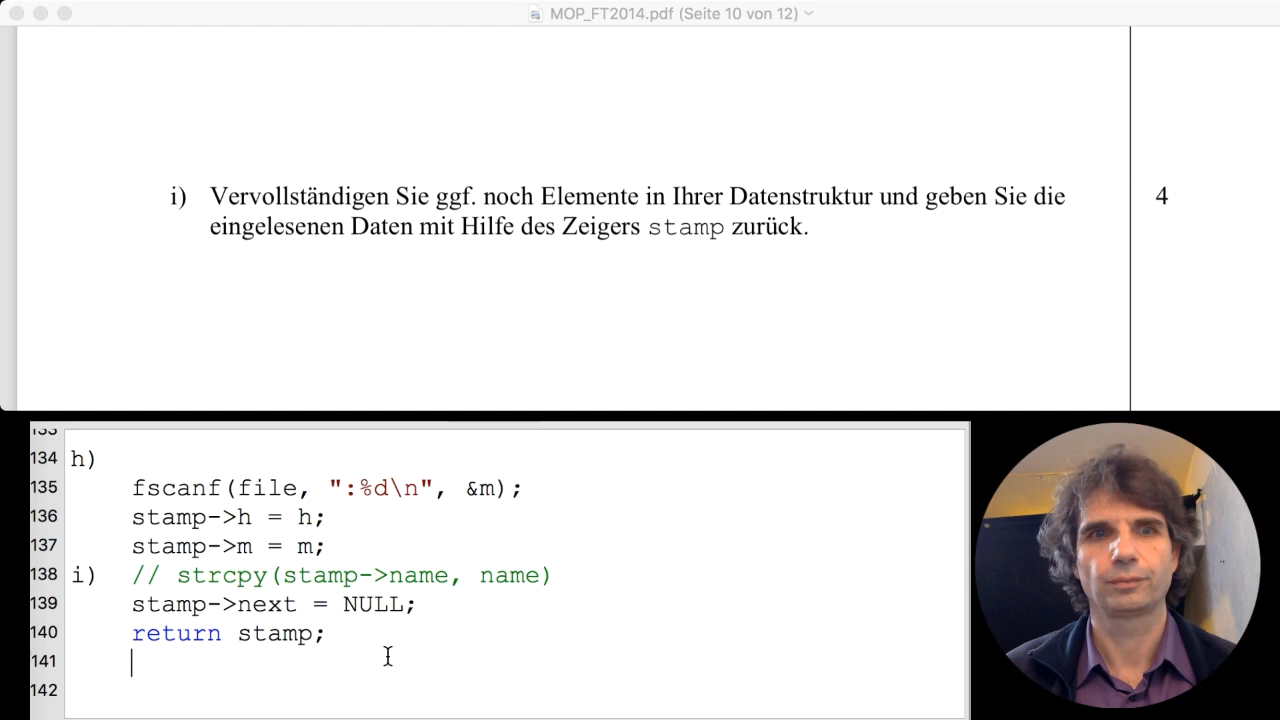 MOP_FT2014.pdf (Seite 10 von 12)
i) Vervollständigen Sie ggf. noch Elemente in Ihrer Datenstruktur und geben Sie die 4
eingelesenen Daten mit Hilfe des Zeigers stamp zurück.
133
134 h)
135 fscanf(file, ":%d\n", &m);
136 stamp->h = h;
137 stamp->m = m;
138 i) // strcpy(stamp->name, name)
139 stamp->next = NULL;
140 return stamp;
141
142